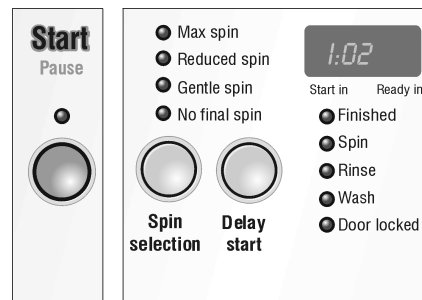 Start
Pause
Max spin
Reduced spin
Gentle spin
No final spin
Spin
selection
Delay
start
1:02
Start in
Ready in
Finished
Spin
Rinse
Wash
Door locked